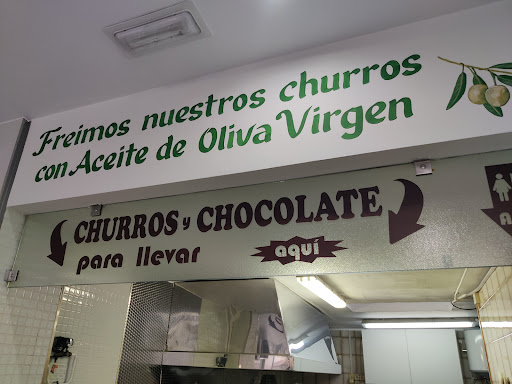 Freimos nuestros churros
con Aceite de Oliva Virgen
CHURROS y CHOCOLATE
para llevar
aquí